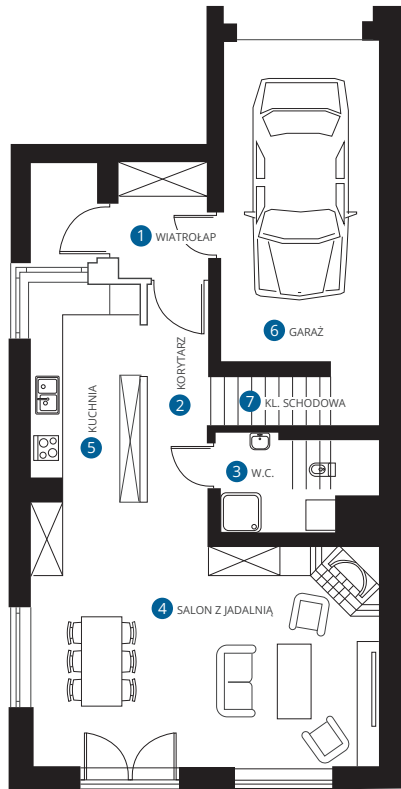 1 WIATROŁAP
6 GARAŻ
KORYTARZ
2
7 KL. SCHODOWA
KUCHNIA
5
3 W.C.
4 SALON Z JADALNIĄ